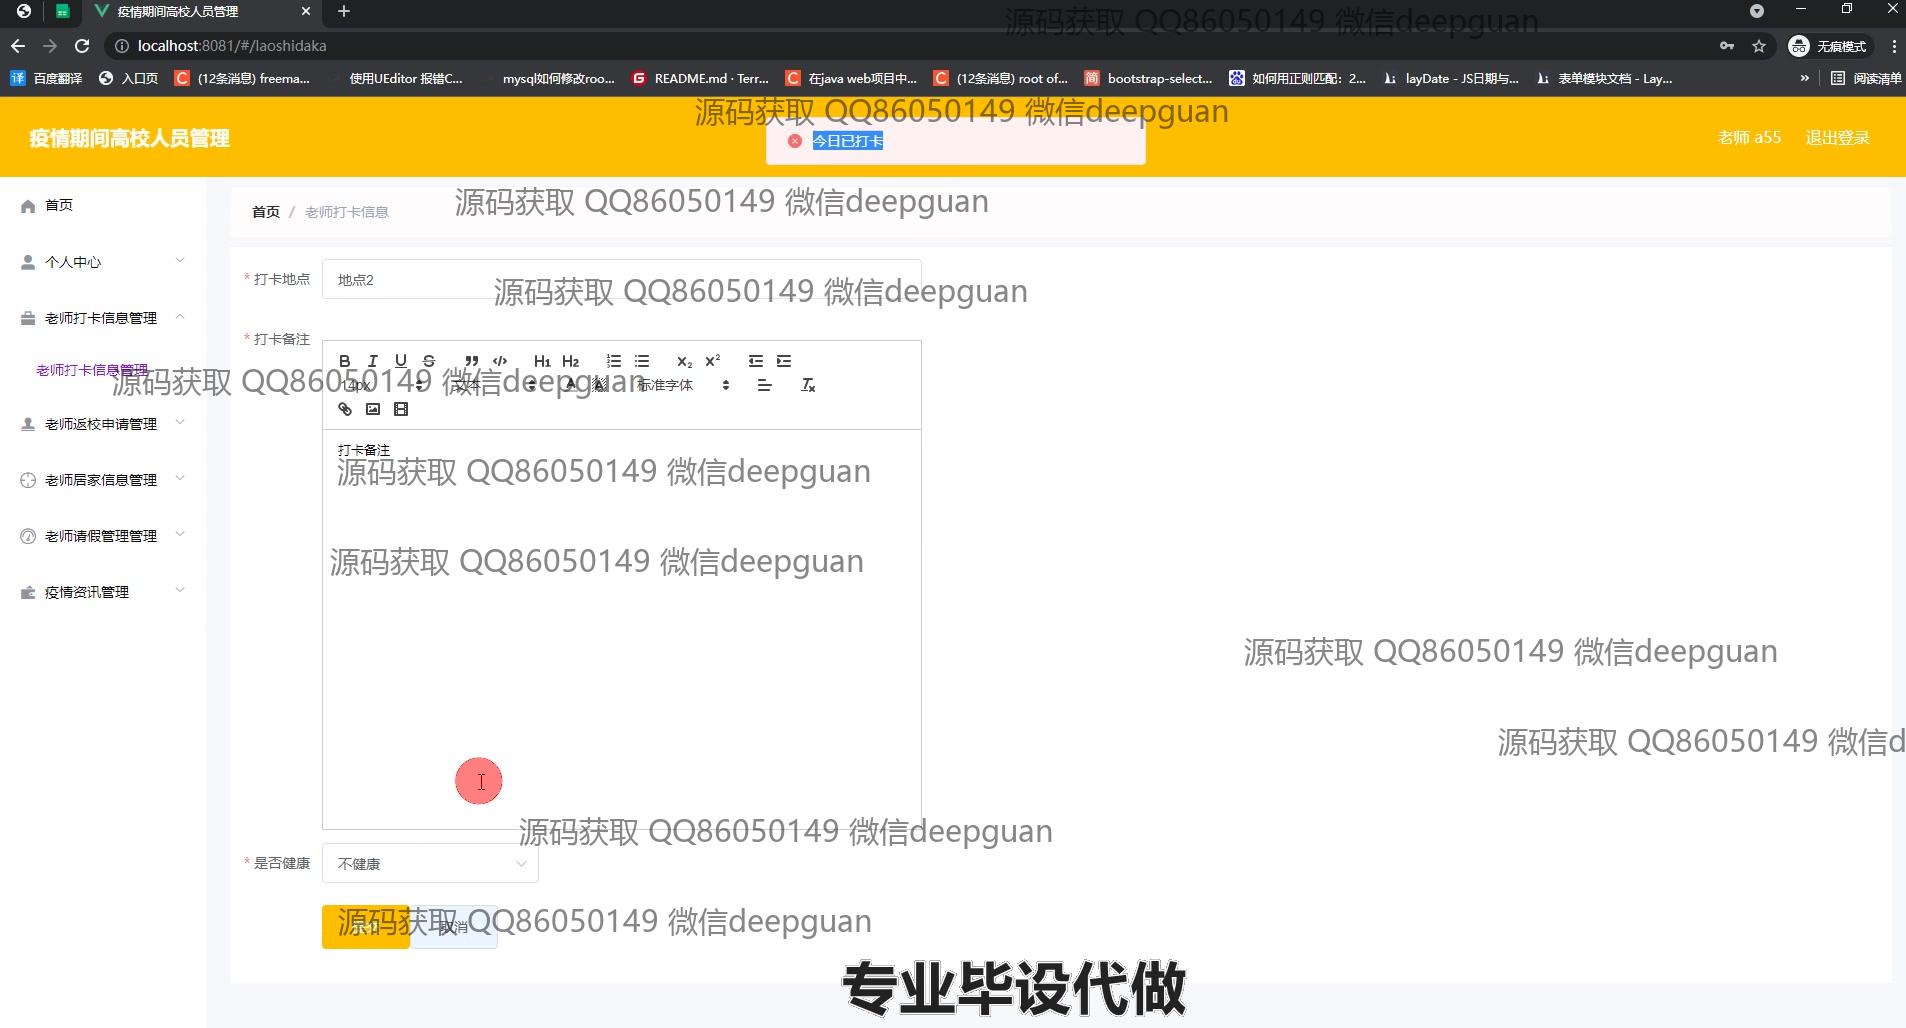 疫情期间高校人员管理
源码获取 QQ86050149 微信deepguan
localhost:8081/#/laoshidaka
无痕模式
百度翻译
入口页
(12条消息) freema...
使用UEditor 报错C...
mysql如何修改roo...
README.md · Terr...
在java web项目中...
(12条消息) root of...
bootstrap-select...
如何用正则匹配：2...
layDate - JS日期与...
表单模块文档 - Lay...
»
阅读清单
源码获取 QQ86050149 微信deepguan
疫情期间高校人员管理
今日已打卡
老师 a55
退出登录
首页
个人中心
老师打卡信息管理
老师打卡信息管理
老师返校申请管理
老师居家信息管理
老师请假管理管理
疫情资讯管理
首页 / 老师打卡信息
源码获取 QQ86050149 微信deepguan
* 打卡地点
地点2
源码获取 QQ86050149 微信deepguan
* 打卡备注
B I U S ” </> H1 H2 X2 X2
14px 文本 A A 标准字体 Tx
源码获取 QQ86050149 微信deepguan
打卡备注
源码获取 QQ86050149 微信deepguan
源码获取 QQ86050149 微信deepguan
源码获取 QQ86050149 微信deepguan
源码获取 QQ86050149 微信d
源码获取 QQ86050149 微信deepguan
* 是否健康
不健康
取消
源码获取 QQ86050149 微信deepguan
专业毕设代做